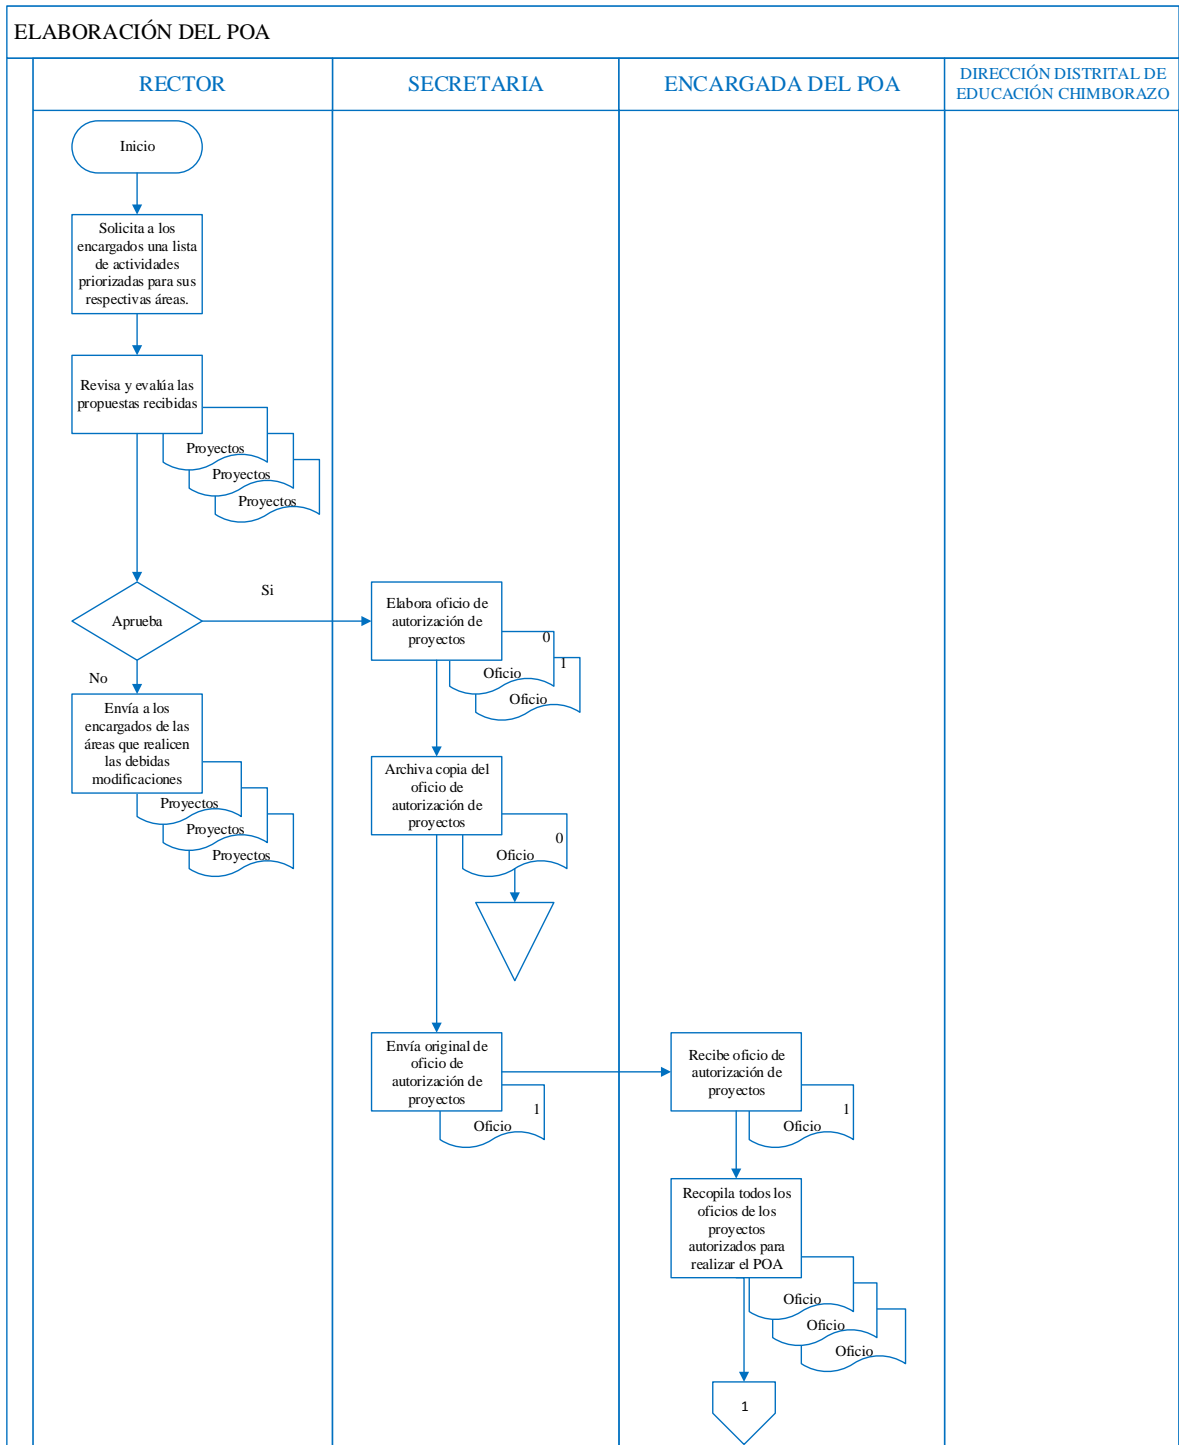 ELABORACIÓN DEL POA
RECTOR
SECRETARIA
ENCARGADA DEL POA
DIRECCIÓN DISTRITAL DE
EDUCACIÓN CHIMBORAZO
Inicio
Solicita a los
encargados una lista
de actividades
priorizadas para sus
respectivas áreas.
Revisa y evalúa las
propuestas recibidas
Proyectos
Proyectos
Proyectos
Aprueba
Si
No
Elabora oficio de
autorización de
proyectos
0
Oficio
1
Oficio
Envía a los
encargados de las
áreas que realicen
las debidas
modificaciones
Proyectos
Proyectos
Proyectos
Archiva copia del
oficio de
autorización de
proyectos
0
Oficio
Envía original de
oficio de
autorización de
proyectos
1
Oficio
Recibe oficio de
autorización de
proyectos
1
Oficio
Recopila todos los
oficios de los
proyectos
autorizados para
realizar el POA
Oficio
Oficio
Oficio
1